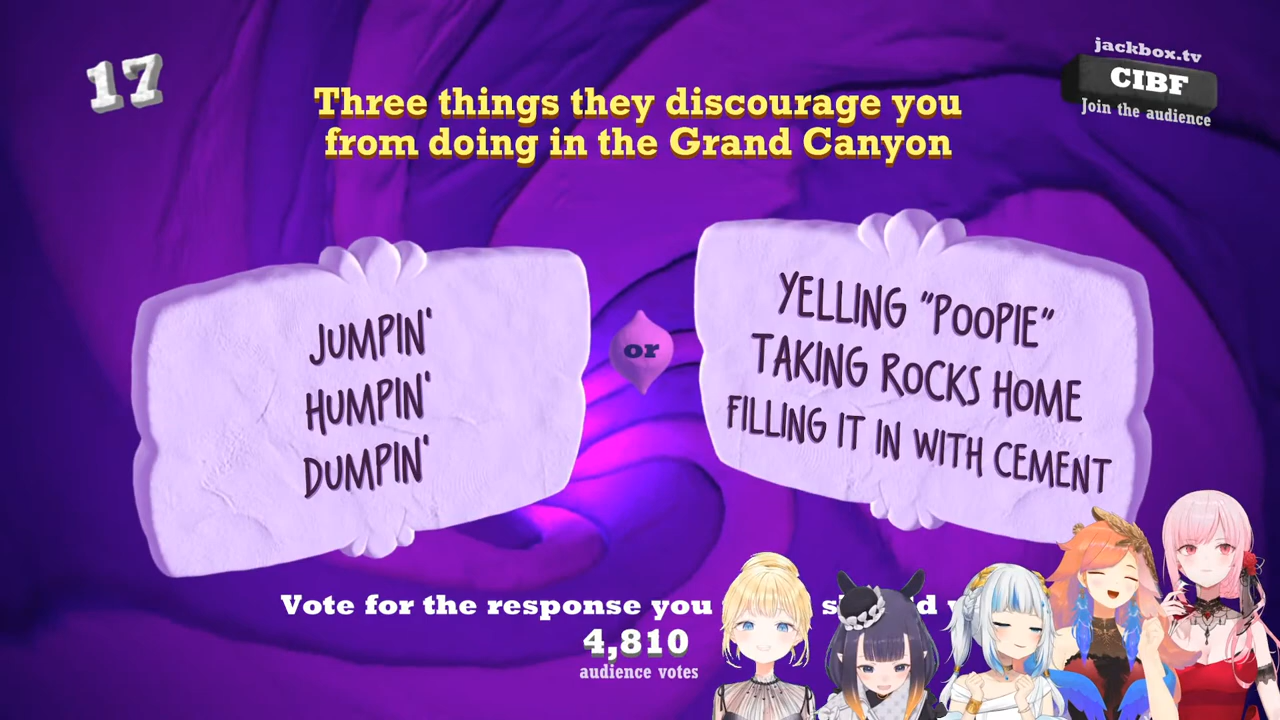 17
jackbox.tv
CIBF
Join the audience
Three things they discourage you
from doing in the Grand Canyon
JUMPIN'
HUMPIN'
DUMPIN'
or
YELLING "POOPIE"
TAKING ROCKS HOME
FILLING IT IN WITH CEMENT
Vote for the response you
4,810
audience votes